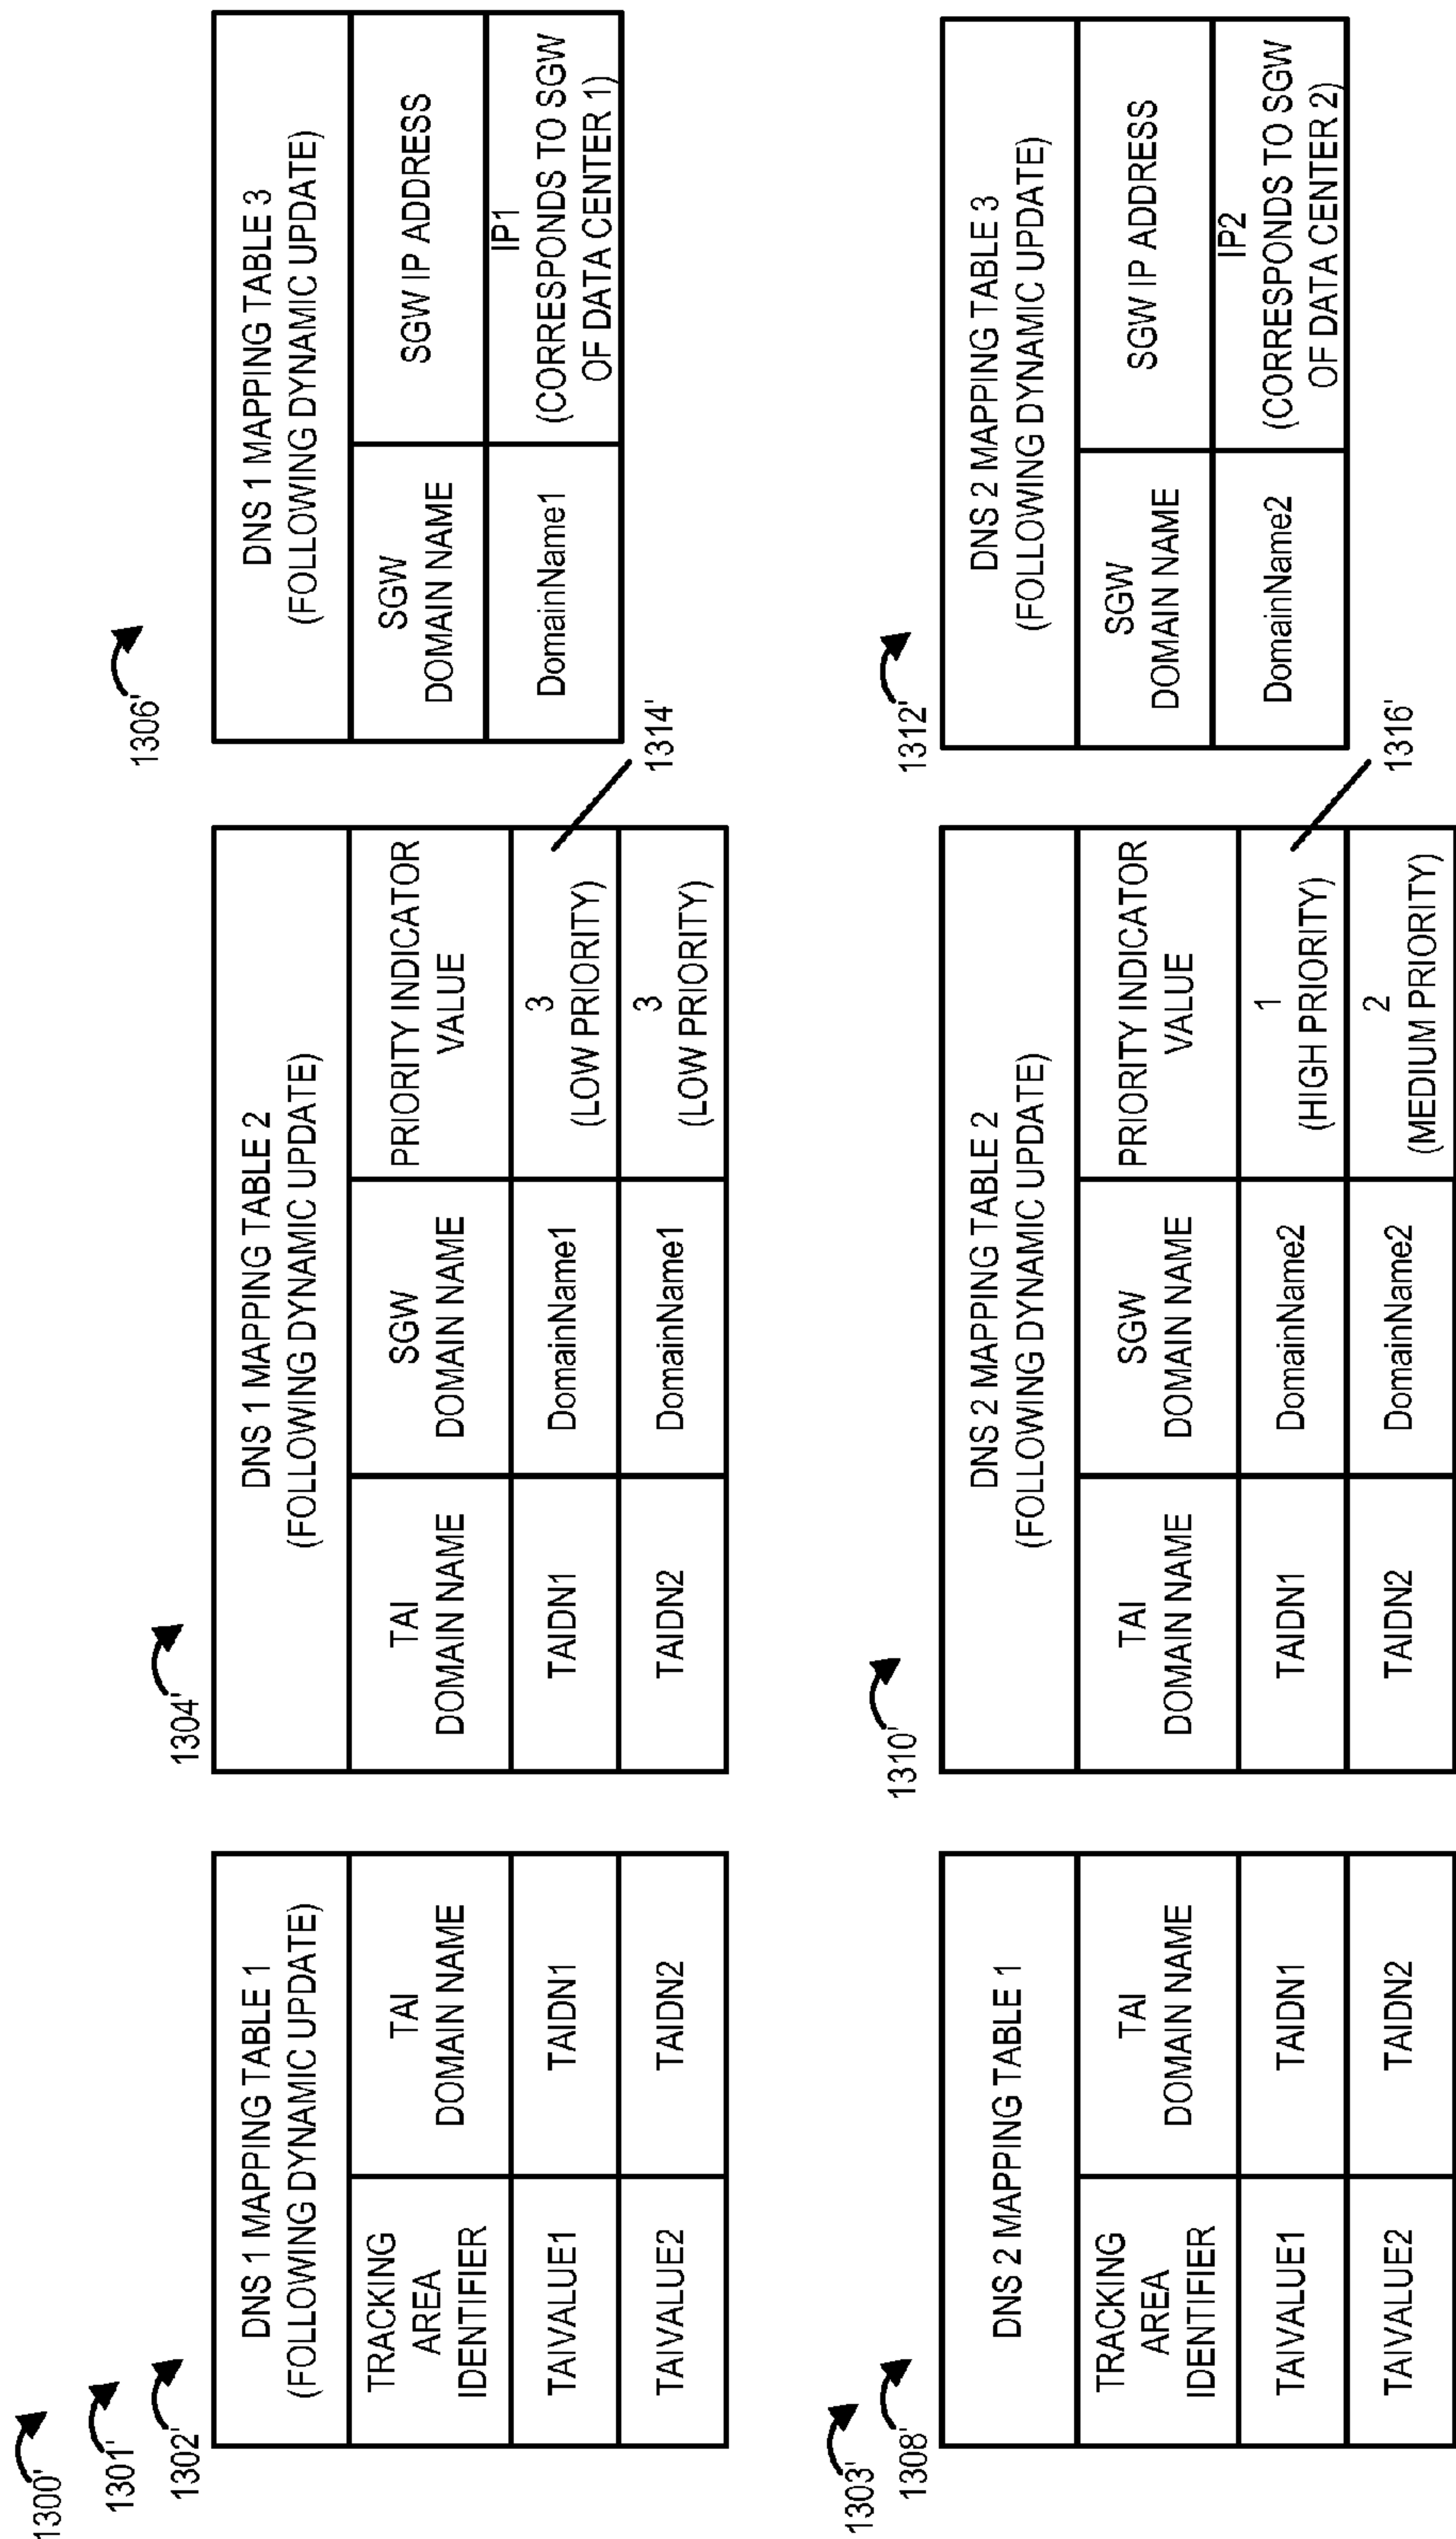 1300'
1301'
1302'
DNS 1 MAPPING TABLE 1
(FOLLOWING DYNAMIC UPDATE)
TRACKING
AREA
IDENTIFIER
TAI
DOMAIN NAME
TAIVALUE1
TAIDN1
TAIVALUE2
TAIDN2
1304'
DNS 1 MAPPING TABLE 2
(FOLLOWING DYNAMIC UPDATE)
TAI
DOMAIN NAME
SGW
DOMAIN NAME
PRIORITY INDICATOR
VALUE
TAIDN1
DomainName1
3
(LOW PRIORITY)
TAIDN2
DomainName1
3
(LOW PRIORITY)
1314'
1306'
DNS 1 MAPPING TABLE 3
(FOLLOWING DYNAMIC UPDATE)
SGW
DOMAIN NAME
SGW IP ADDRESS
DomainName1
IP1
(CORRESPONDS TO SGW
OF DATA CENTER 1)
1303'
1308'
DNS 2 MAPPING TABLE 1
TRACKING
AREA
IDENTIFIER
TAI
DOMAIN NAME
TAIVALUE1
TAIDN1
TAIVALUE2
TAIDN2
1310'
DNS 2 MAPPING TABLE 2
(FOLLOWING DYNAMIC UPDATE)
TAI
DOMAIN NAME
SGW
DOMAIN NAME
PRIORITY INDICATOR
VALUE
TAIDN1
DomainName2
1
(HIGH PRIORITY)
TAIDN2
DomainName2
2
(MEDIUM PRIORITY)
1316'
1312'
DNS 2 MAPPING TABLE 3
(FOLLOWING DYNAMIC UPDATE)
SGW
DOMAIN NAME
SGW IP ADDRESS
DomainName2
IP2
(CORRESPONDS TO SGW
OF DATA CENTER 2)